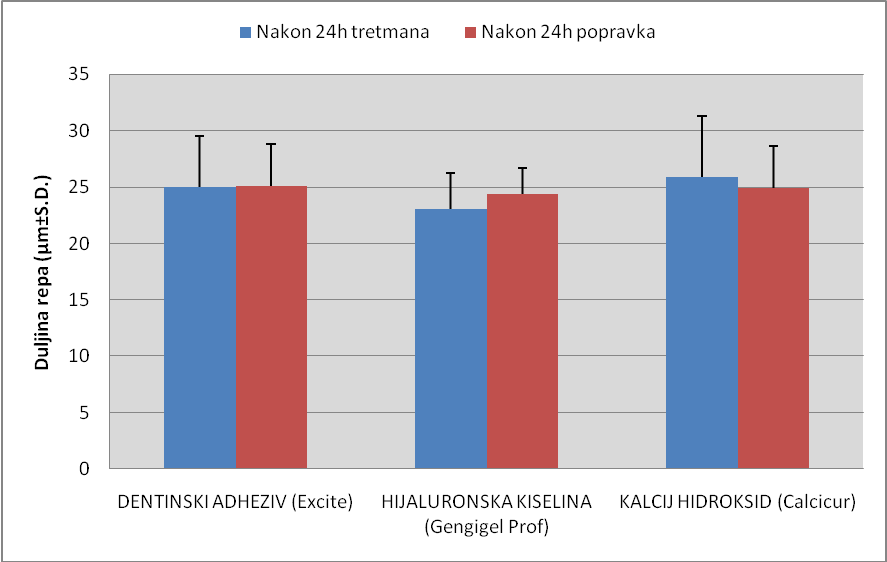 Nakon 24h tretmana
Nakon 24h popravka
Duljina repa (µm±S.D.)
35
30
25
20
15
10
5
0
DENTINSKI ADHEZIV (Excite)
HIJALURONSKA KISELINA
(Gengigel Prof)
KALCIJ HIDROKSID (Calcicur)